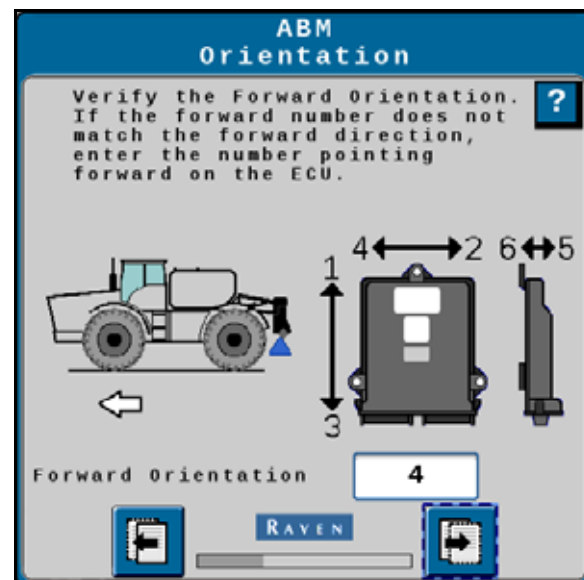 ABM
Orientation
Verify the Forward Orientation.
If the forward number does not
match the forward direction,
enter the number pointing
forward on the ECU.
?
4 2 6 5
1
3
Forward Orientation 4
RAVEN